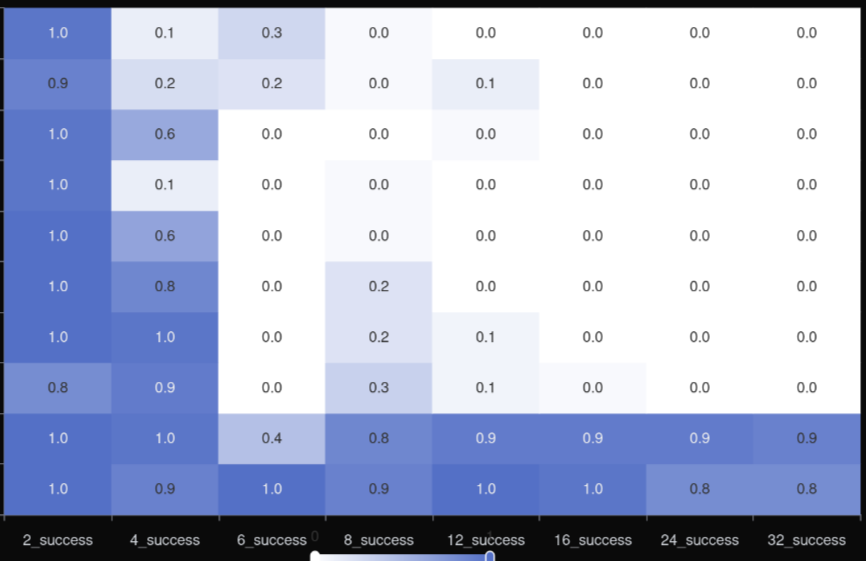 1.0 0.1 0.3 0.0 0.0 0.0 0.0 0.0
0.9 0.2 0.2 0.0 0.1 0.0 0.0 0.0
1.0 0.6 0.0 0.0 0.0 0.0 0.0 0.0
1.0 0.1 0.0 0.0 0.0 0.0 0.0 0.0
1.0 0.6 0.0 0.0 0.0 0.0 0.0 0.0
1.0 0.8 0.0 0.2 0.0 0.0 0.0 0.0
1.0 1.0 0.0 0.2 0.1 0.0 0.0 0.0
0.8 0.9 0.0 0.3 0.1 0.0 0.0 0.0
1.0 1.0 0.4 0.8 0.9 0.9 0.9 0.9
1.0 0.9 1.0 0.9 1.0 1.0 0.8 0.8
2_success 4_success 6_success 0 8_success 12_success 16_success 24_success 32_success